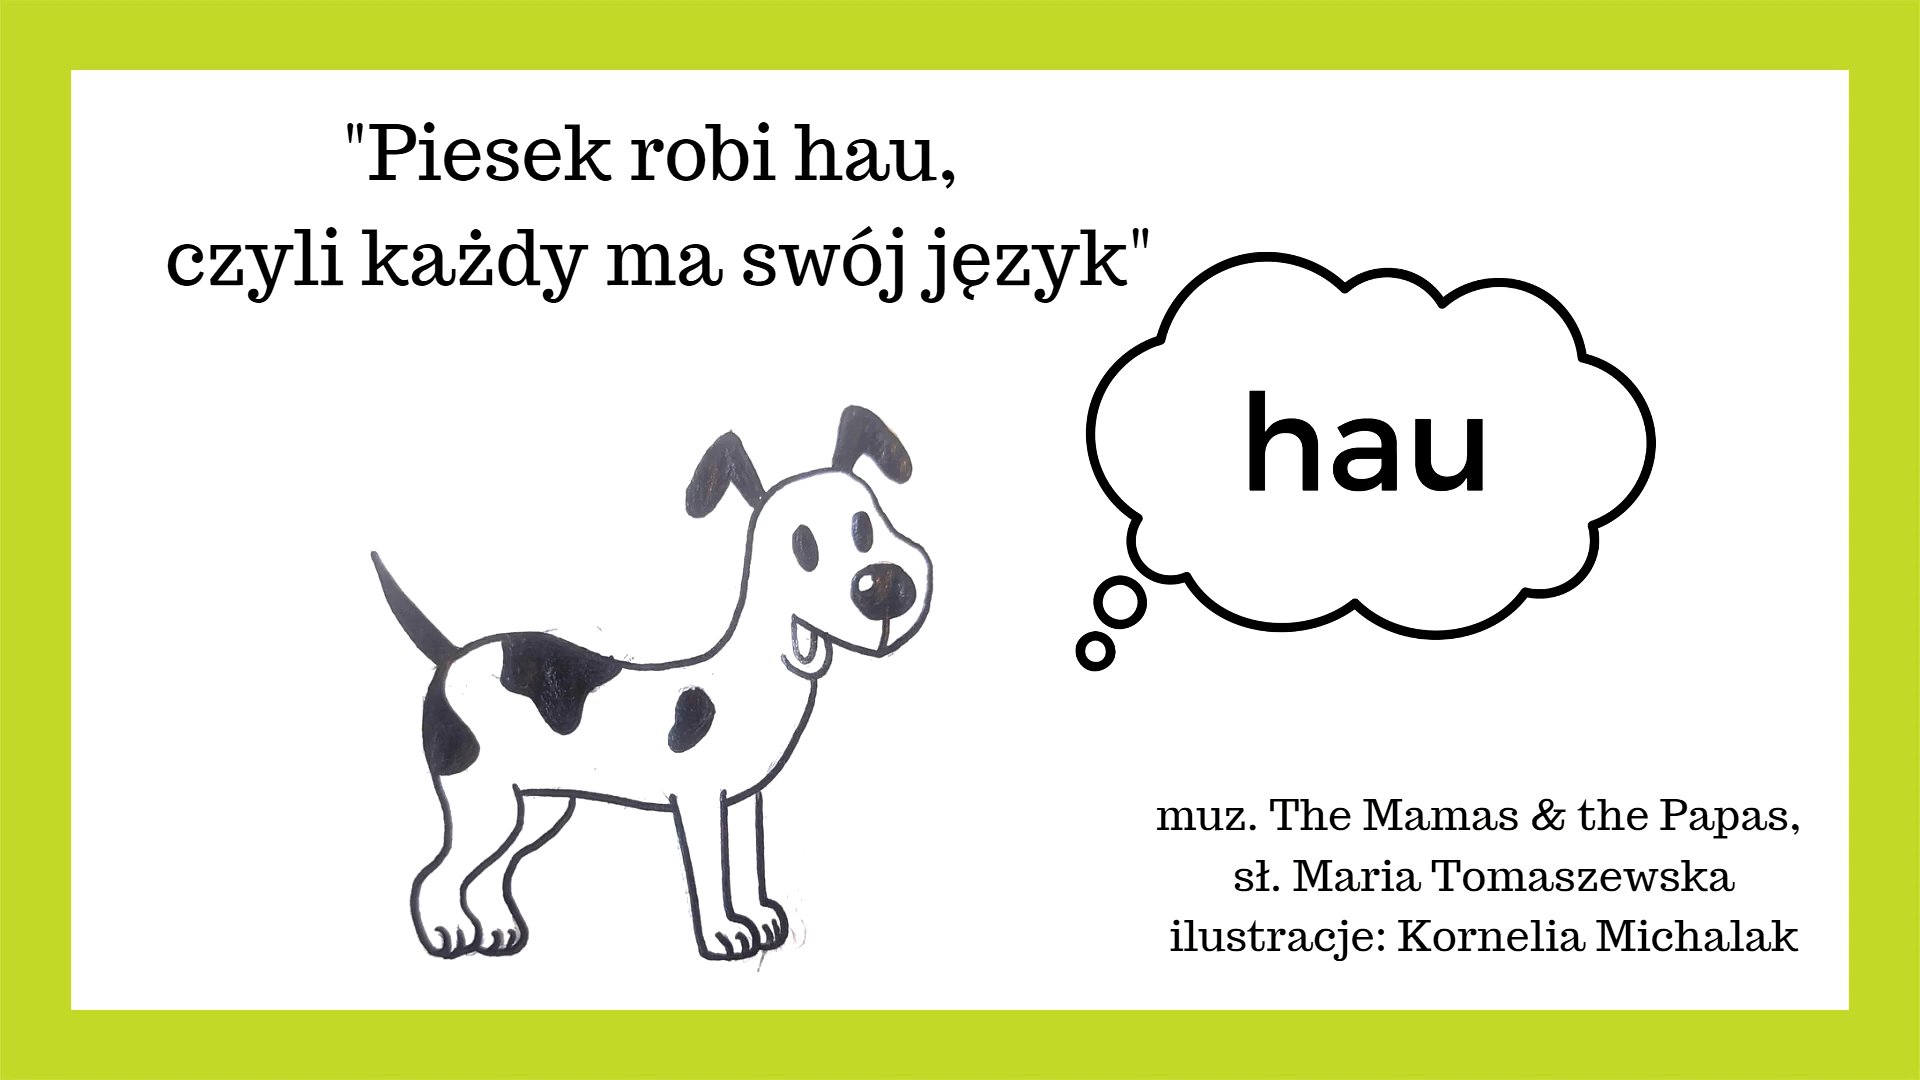 "Piesek robi hau,
czyli każdy ma swój język"
hau
muz. The Mamas & the Papas,
sł. Maria Tomaszewska
ilustracje: Kornelia Michalak